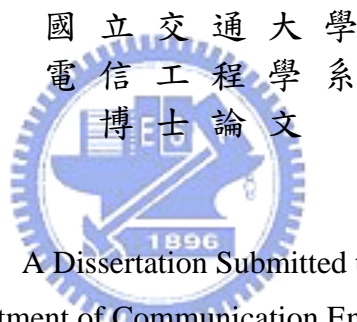 國立交通大學
電信工程學系
博士論文
1896
A Dissertation Submitted
tment of Communication En